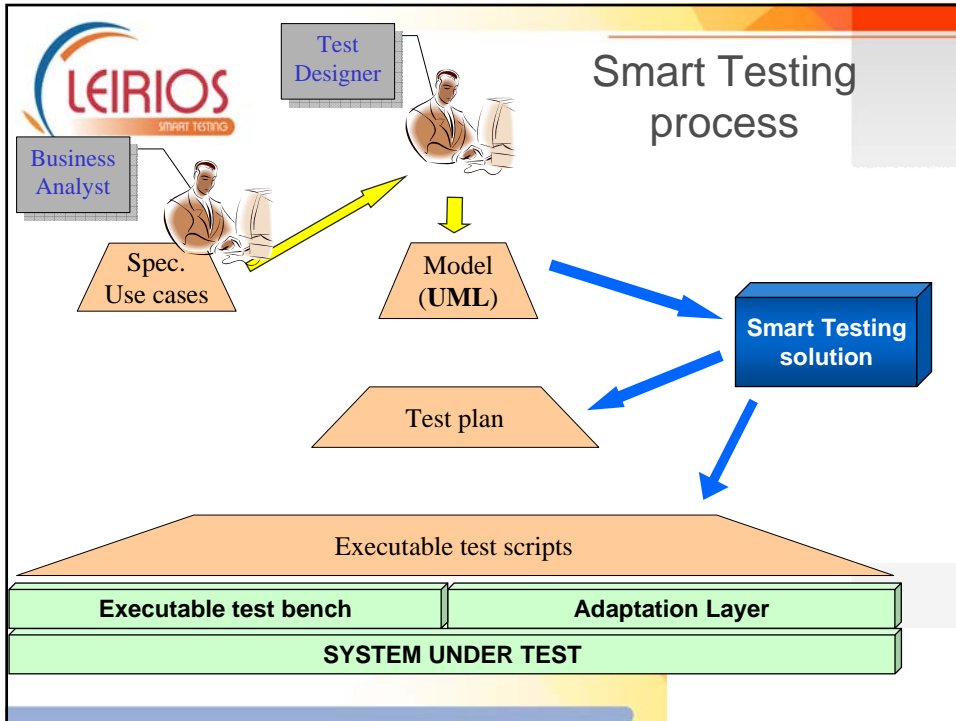 LEIRIOS
SMART TESTING
Test
Designer
Smart Testing
process
Business
Analyst
Spec.
Use cases
Model
(UML)
Smart Testing
solution
Test plan
Executable test scripts
Executable test bench
Adaptation Layer
SYSTEM UNDER TEST